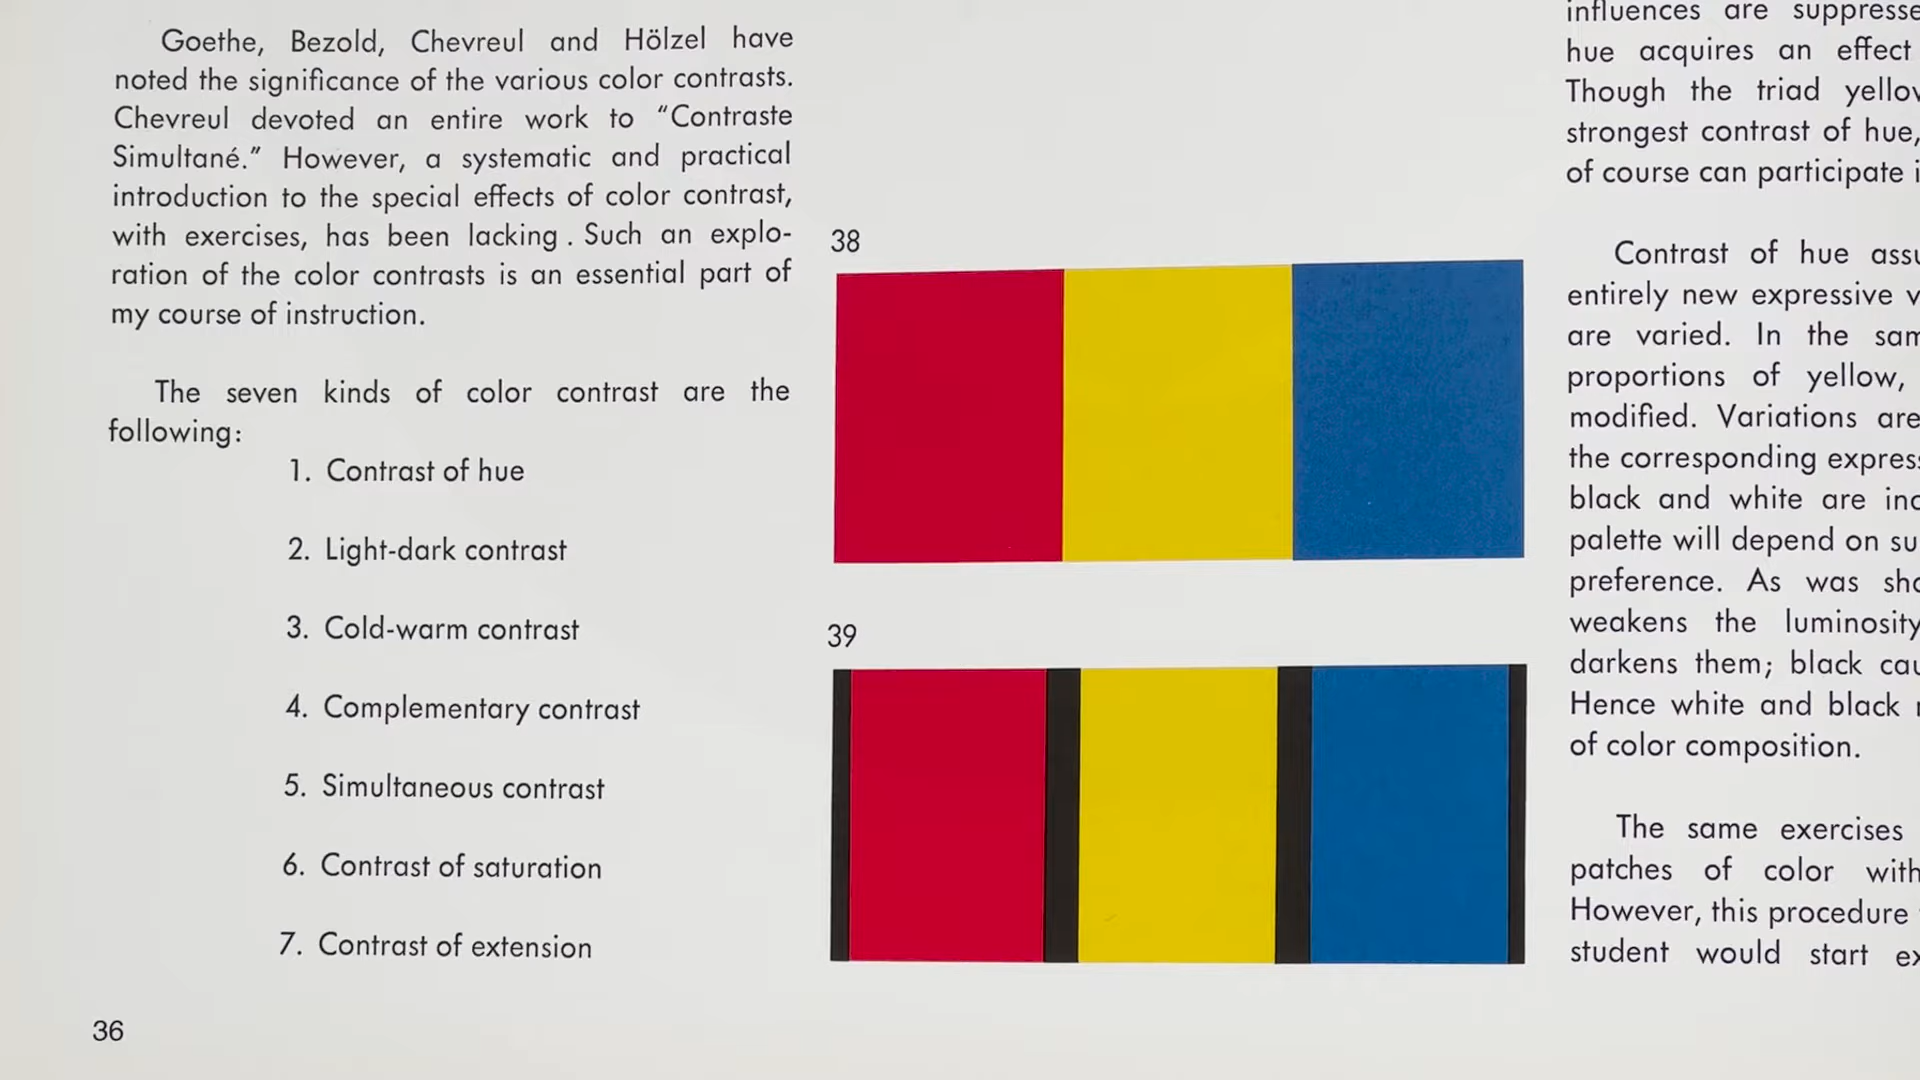 Goethe, Bezold, Chevreul and Hölzel have
noted the significance of the various color contrasts.
Chevreul devoted an entire work to “Contraste
Simultané.” However, a systematic and practical
introduction to the special effects of color contrast,
with exercises, has been lacking . Such an explo-
ration of the color contrasts is an essential part of
my course of instruction.
The seven kinds of color contrast are the
following:
1. Contrast of hue
2. Light-dark contrast
3. Cold-warm contrast
4. Complementary contrast
5. Simultaneous contrast
6. Contrast of saturation
7. Contrast of extension
36
38
39
influences are
hue acquires an effect
Though the triad
strongest contrast of hue,
of course can participate
Contrast of hue
entirely new expressive
are varied. In the
proportions of yellow,
modified. Variations are
the corresponding
black and white are
palette will depend on
preference. As was
weakens the luminosity
darkens them; black
Hence white and black
of color composition.
The same exercises
patches of color
However, this procedure
student would start